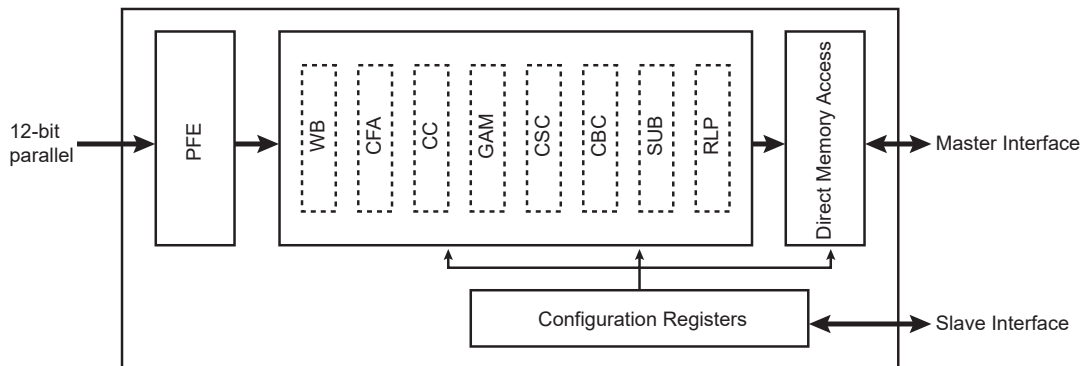 12-bit
parallel
PFE
WB
CFA
CC
GAM
CSC
CBC
SUB
RLP
Direct Memory Access
Master Interface
Configuration Registers
Slave Interface